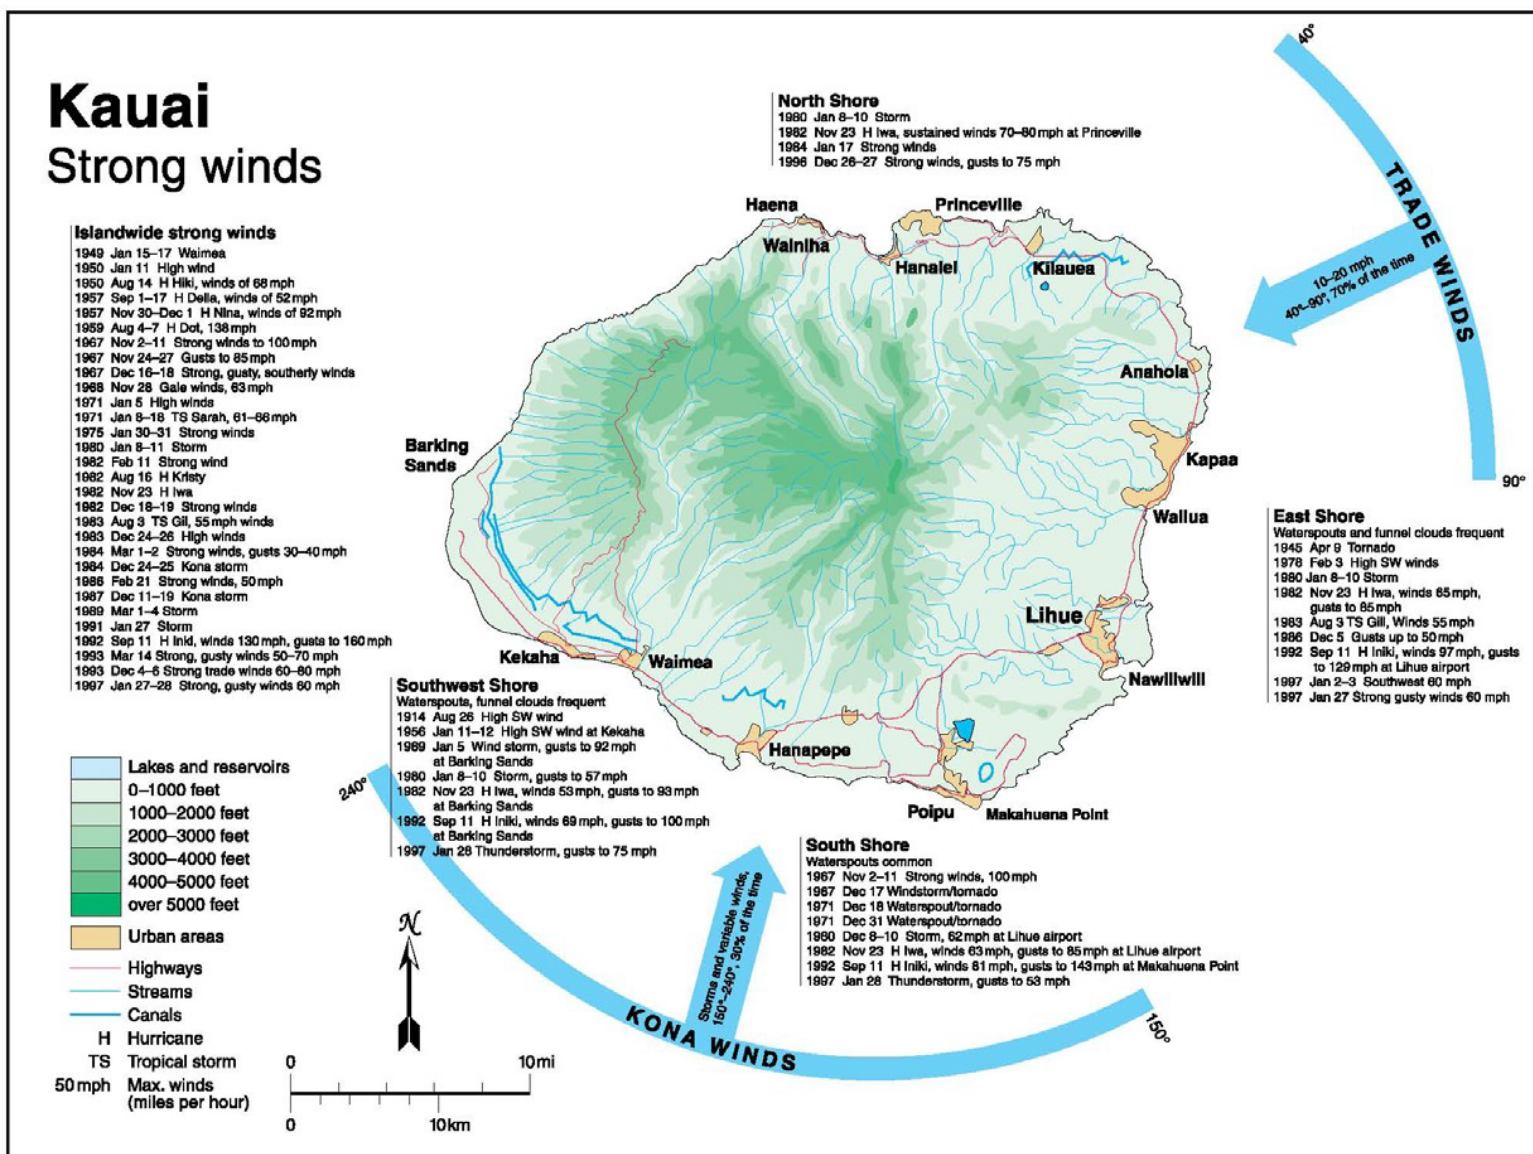 Kauai
Strong winds
Islandwide strong winds
1949 Jan 15–17 Waimea
1950 Jan 11 High wind
1950 Aug 14 H Hiki, winds of 68 mph
1957 Sep 1–17 H Della, winds of 52 mph
1957 Nov 30–Dec 1 H Nina, winds of 92 mph
1959 Aug 4–7 H Dot, 138 mph
1967 Nov 2–11 Strong winds to 100 mph
1967 Nov 24–27 Gusts to 85 mph
1967 Dec 16–18 Strong, gusty, southerly winds
1968 Nov 28 Gale winds, 63 mph
1971 Jan 5 High winds
1971 Jan 8–18 TS Sarah, 61–66 mph
1975 Jan 30–31 Strong winds
1980 Jan 8–11 Storm
1982 Feb 11 Strong wind
1982 Aug 16 H Kristy
1982 Nov 23 H Iwa
1982 Dec 18–19 Strong winds
1983 Aug 3 TS Gil, 55 mph winds
1983 Dec 24–26 High winds
1984 Mar 1–2 Strong winds, gusts 30–40 mph
1984 Dec 24–25 Kona storm
1986 Feb 21 Strong winds, 50 mph
1987 Dec 11–19 Kona storm
1989 Mar 1–4 Storm
1991 Jan 27 Storm
1992 Sep 11 H Iniki, winds 130 mph, gusts to 160 mph
1993 Mar 14 Strong, gusty winds 50–70 mph
1993 Dec 4–6 Strong trade winds 60–80 mph
1997 Jan 27–28 Strong, gusty winds 60 mph
North Shore
1980 Jan 8–10 Storm
1982 Nov 23 H Iwa, sustained winds 70–80 mph at Princeville
1984 Jan 17 Strong winds
1996 Dec 26–27 Strong winds, gusts to 75 mph
40°
TRADE WINDS
10–20 mph
40°–90°, 70% of the time
90°
Haena
Princeville
Wainiha
Hanalei
Kilauea
Anahola
Barking
Sands
Kapaa
Wailua
Lihue
Nawiliwili
Kekaha
Waimea
Hanapepe
Poipu
Makahuena Point
East Shore
Waterspouts and funnel clouds frequent
1945 Apr 9 Tornado
1978 Feb 3 High SW winds
1980 Jan 8–10 Storm
1982 Nov 23 H Iwa, winds 65 mph,
gusts to 85 mph
1983 Aug 3 TS Gill, Winds 55 mph
1986 Dec 5 Gusts up to 50 mph
1992 Sep 11 H Iniki, winds 97 mph, gusts
to 129 mph at Lihue airport
1997 Jan 2–3 Southwest 60 mph
1997 Jan 27 Strong gusty winds 60 mph
Southwest Shore
Waterspouts, funnel clouds frequent
1914 Aug 26 High SW wind
1956 Jan 11–12 High SW wind at Kekaha
1969 Jan 5 Wind storm, gusts to 92 mph
at Barking Sands
1980 Jan 8–10 Storm, gusts to 57 mph
1982 Nov 23 H Iwa, winds 53 mph, gusts to 93 mph
at Barking Sands
1992 Sep 11 H Iniki, winds 69 mph, gusts to 100 mph
at Barking Sands
1997 Jan 28 Thunderstorm, gusts to 75 mph
South Shore
Waterspouts common
1967 Nov 2–11 Strong winds, 100 mph
1967 Dec 17 Windstorm/tornado
1971 Dec 18 Waterspout/tornado
1971 Dec 31 Waterspout/tornado
1980 Dec 8–10 Storm, 62 mph at Lihue airport
1982 Nov 23 H Iwa, winds 63 mph, gusts to 85 mph at Lihue airport
1992 Sep 11 H Iniki, winds 81 mph, gusts to 143 mph at Makahuena Point
1997 Jan 28 Thunderstorm, gusts to 53 mph
240°
Storms and variable winds,
150°–240°, 30% of the time
KONA WINDS
150°
Lakes and reservoirs
0–1000 feet
1000–2000 feet
2000–3000 feet
3000–4000 feet
4000–5000 feet
over 5000 feet
Urban areas
Highways
Streams
Canals
H Hurricane
TS Tropical storm
50 mph Max. winds
(miles per hour)
N
0 10 mi
0 10 km